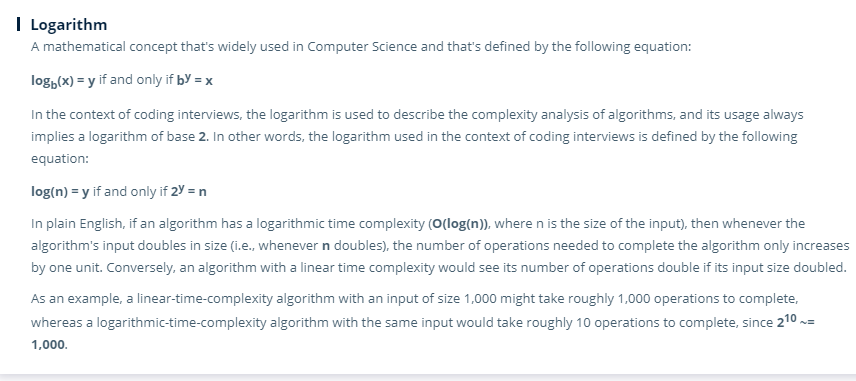 Logarithm
A mathematical concept that's widely used in Computer Science and that's defined by the following equation:
log_b(x) = y if and only if b^y = x
In the context of coding interviews, the logarithm is used to describe the complexity analysis of algorithms, and its usage always
implies a logarithm of base 2. In other words, the logarithm used in the context of coding interviews is defined by the following
equation:
log(n) = y if and only if 2^y = n
In plain English, if an algorithm has a logarithmic time complexity (O(log(n)), where n is the size of the input), then whenever the
algorithm's input doubles in size (i.e., whenever n doubles), the number of operations needed to complete the algorithm only increases
by one unit. Conversely, an algorithm with a linear time complexity would see its number of operations double if its input size doubled.
As an example, a linear-time-complexity algorithm with an input of size 1,000 might take roughly 1,000 operations to complete,
whereas a logarithmic-time-complexity algorithm with the same input would take roughly 10 operations to complete, since 2^10 ~=
1,000.